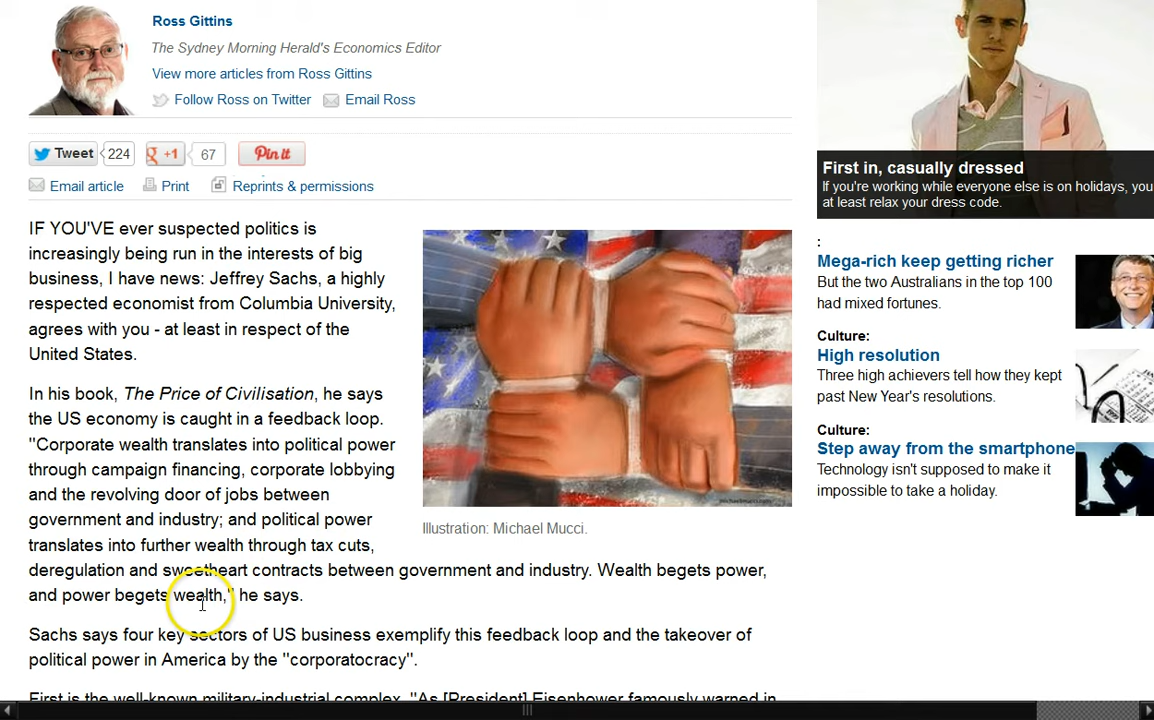 Ross Gittins
The Sydney Morning Herald's Economics Editor
View more articles from Ross Gittins
Follow Ross on Twitter Email Ross
Tweet 224 +1 67 Pin it
Email article Print Reprints & permissions
IF YOU'VE ever suspected politics is
increasingly being run in the interests of big
business, I have news: Jeffrey Sachs, a highly
respected economist from Columbia University,
agrees with you - at least in respect of the
United States.
In his book, The Price of Civilisation, he says
the US economy is caught in a feedback loop.
"Corporate wealth translates into political power
through campaign financing, corporate lobbying
and the revolving door of jobs between
government and industry; and political power
translates into further wealth through tax cuts,
deregulation and sweetheart contracts between government and industry. Wealth begets power,
and power begets wealth," he says.
Illustration: Michael Mucci.
Sachs says four key sectors of US business exemplify this feedback loop and the takeover of
political power in America by the "corporatocracy".
First is the well-known military-industrial complex. "As [President] Eisenhower famously warned in
First in, casually dressed
If you're working while everyone else is on holidays, you
at least relax your dress code.
:
Mega-rich keep getting richer
But the two Australians in the top 100
had mixed fortunes.
Culture:
High resolution
Three high achievers tell how they kept
past New Year's resolutions.
Culture:
Step away from the smartphone
Technology isn't supposed to make it
impossible to take a holiday.